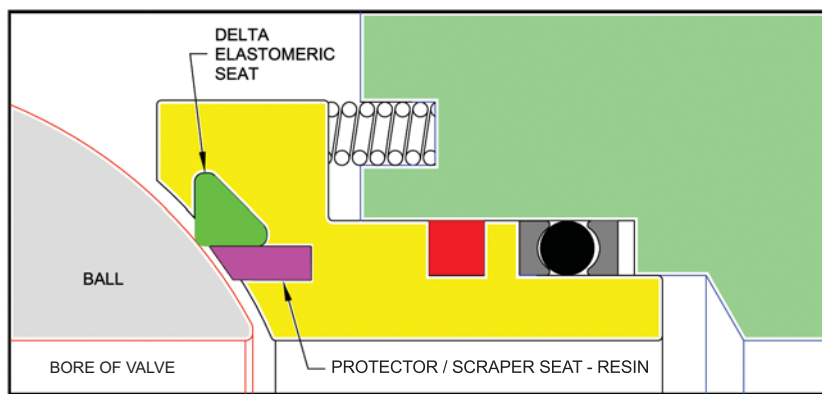 DELTA
ELASTOMERIC
SEAT
BALL
BORE OF VALVE
PROTECTOR / SCRAPER SEAT - RESIN